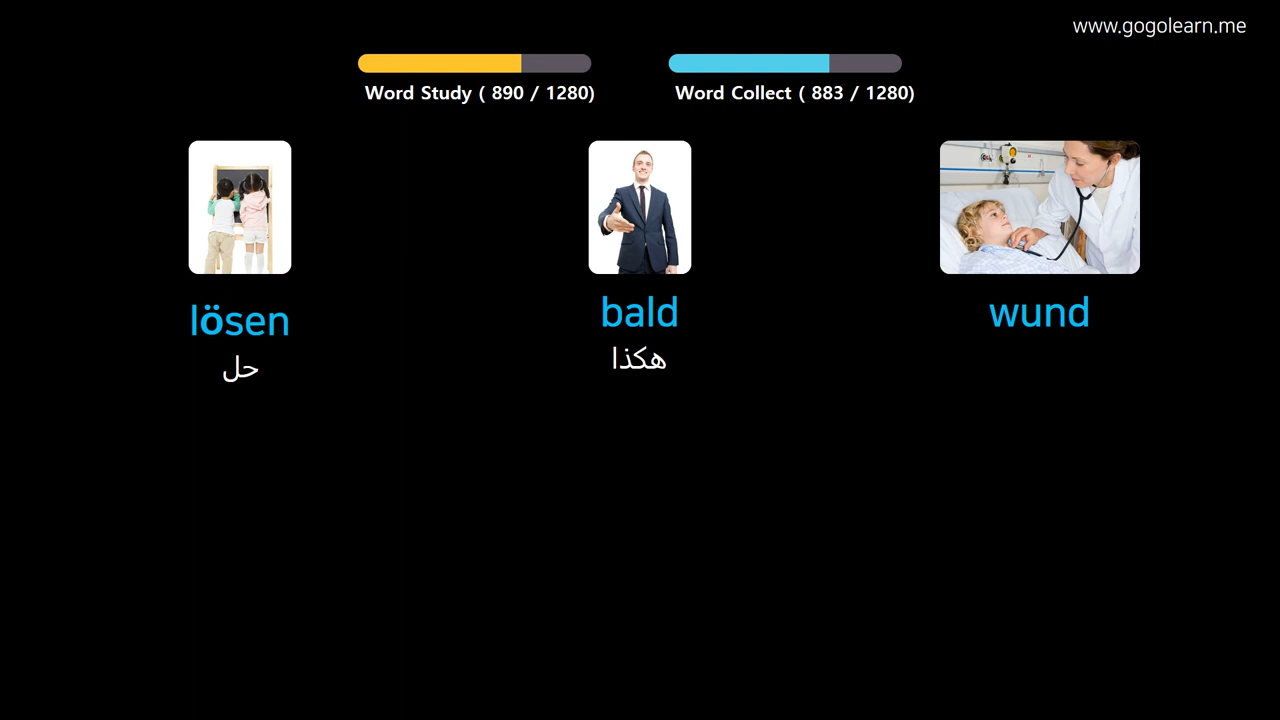 www.gogolearn.me
Word Study ( 890 / 1280)
Word Collect ( 883 / 1280)
lösen
حل
bald
هكذا
wund